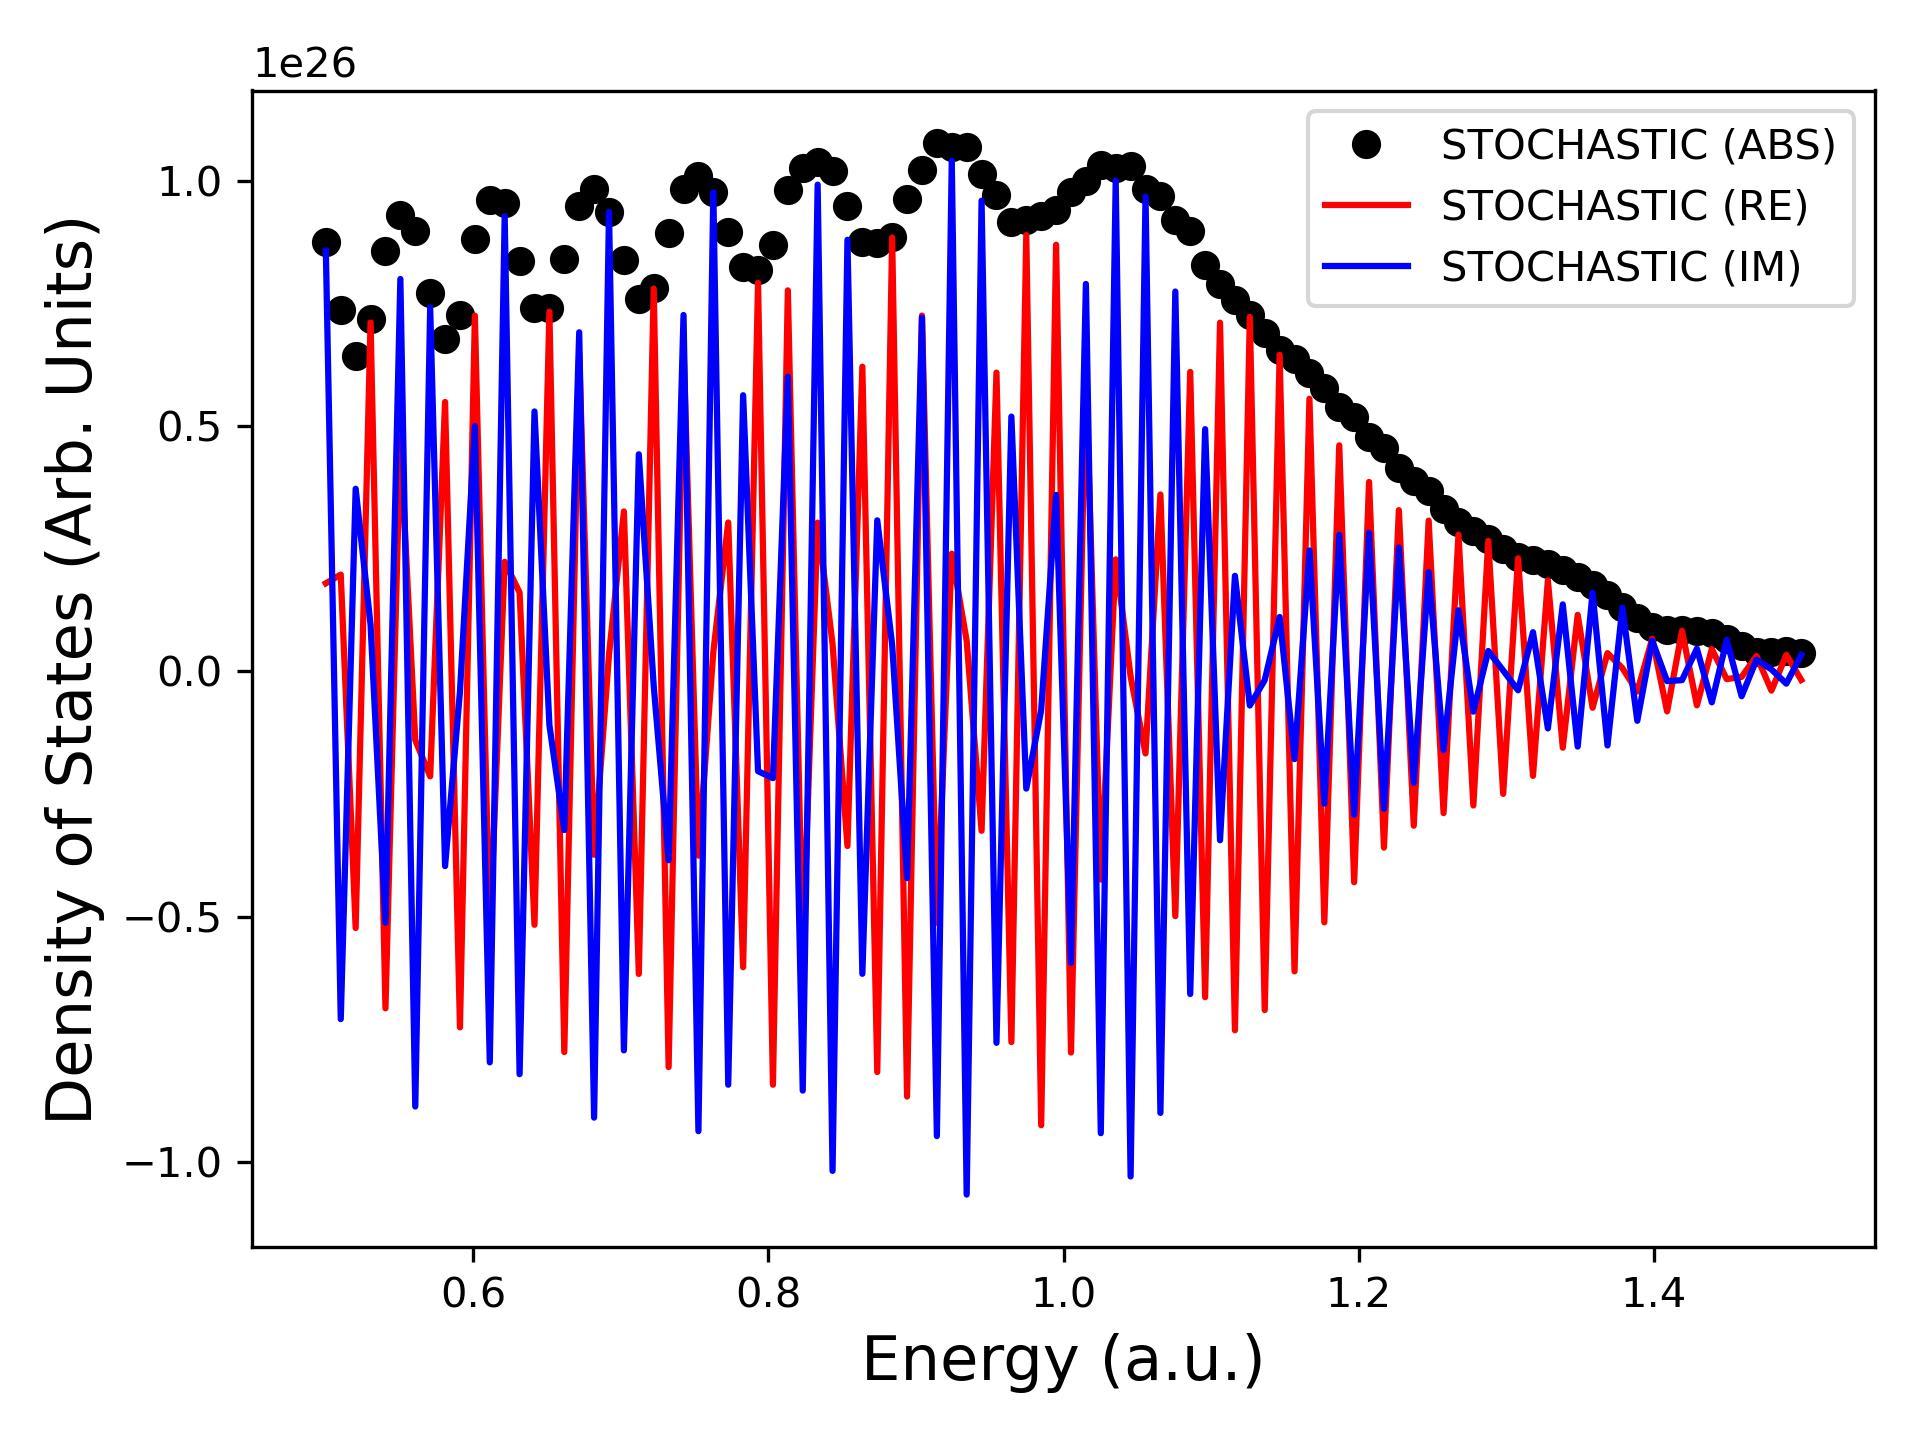 1e26
STOCHASTIC (ABS)
STOCHASTIC (RE)
STOCHASTIC (IM)
1.0
0.5
0.0
−0.5
−1.0
Density of States (Arb. Units)
0.6 0.8 1.0 1.2 1.4
Energy (a.u.)